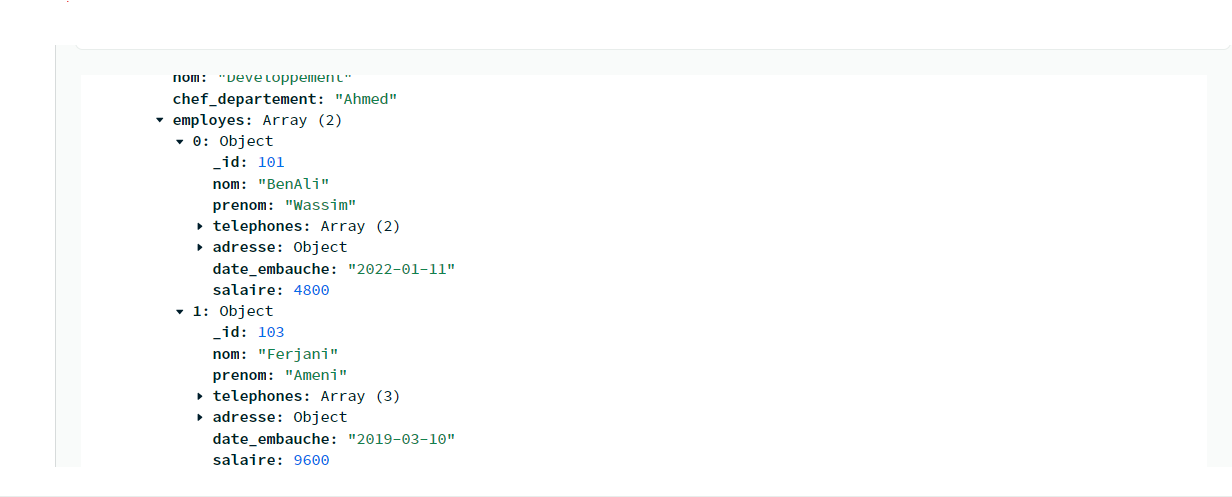 nom: "Developpement"
chef_departement: "Ahmed"
employes: Array (2)
0: Object
_id: 101
nom: "BenAli"
prenom: "Wassim"
telephones: Array (2)
adresse: Object
date_embauche: "2022-01-11"
salaire: 4800
1: Object
_id: 103
nom: "Ferjani"
prenom: "Ameni"
telephones: Array (3)
adresse: Object
date_embauche: "2019-03-10"
salaire: 9600